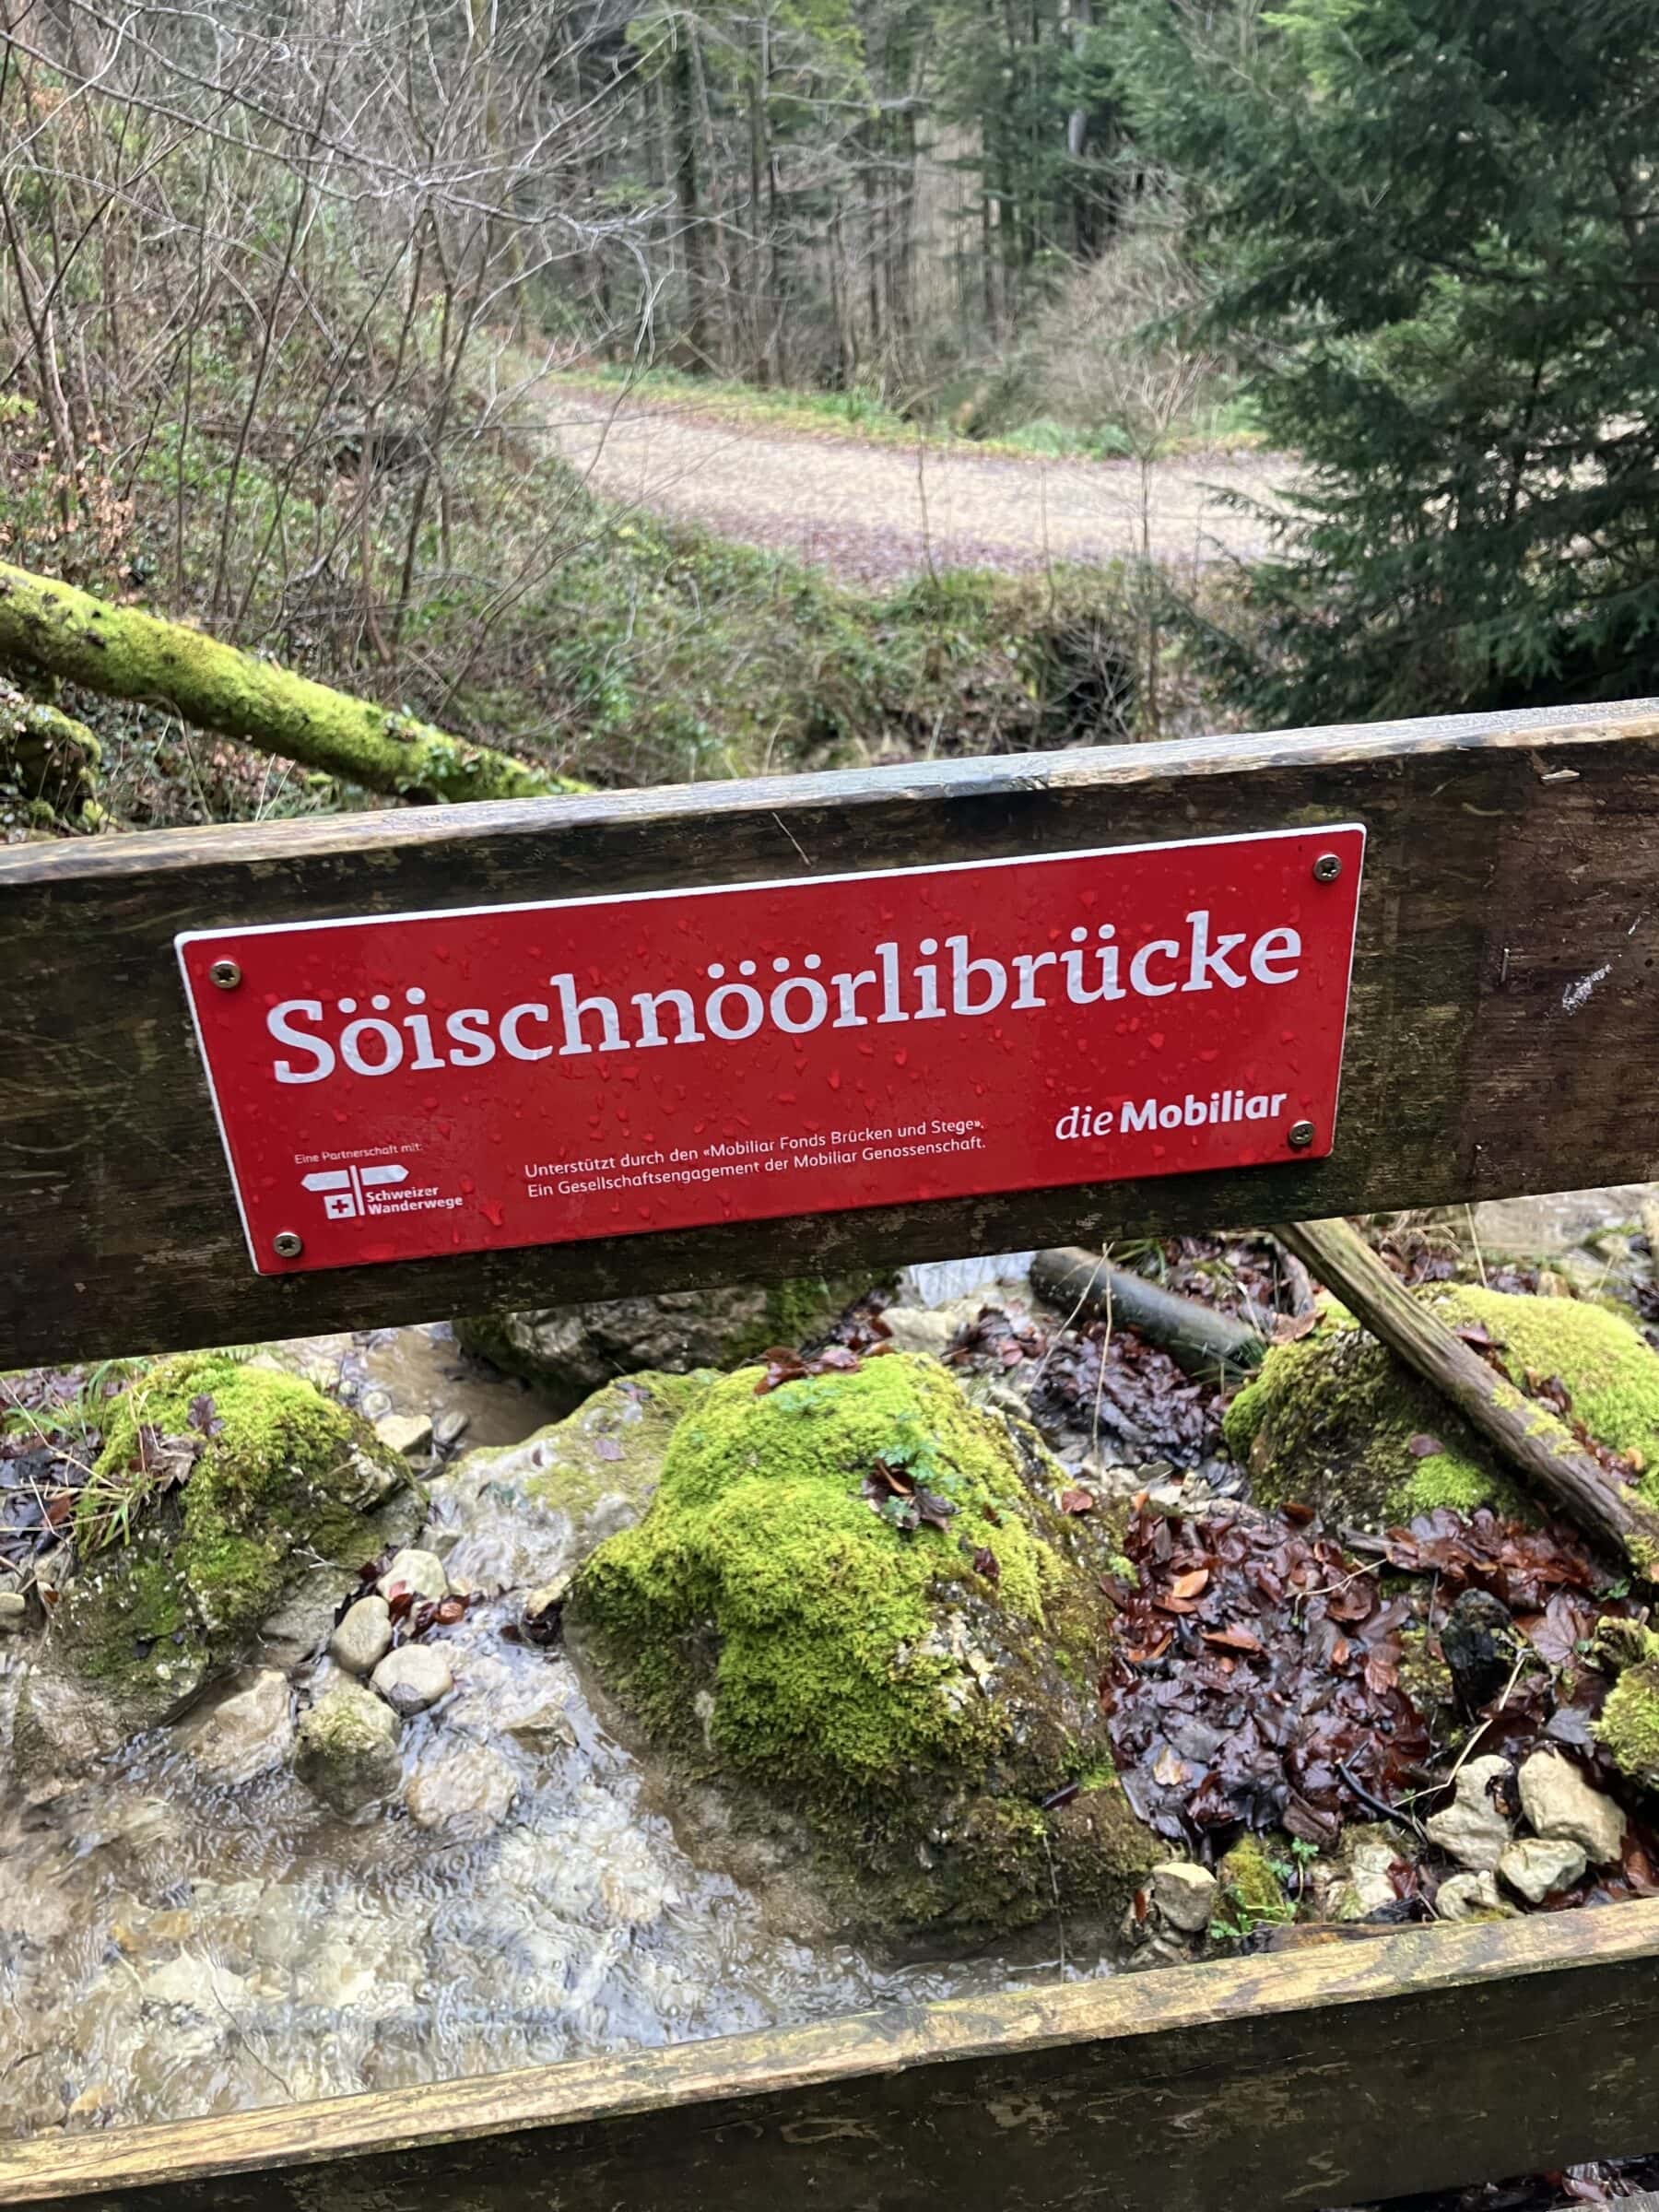 Söischnöörlibrücke
Eine Partnerschaft mit:
Schweizer
Wanderwege
Unterstützt durch den «Mobiliar Fonds Brücken und Stege».
Ein Gesellschaftsengagement der Mobiliar Genossenschaft.
die Mobiliar